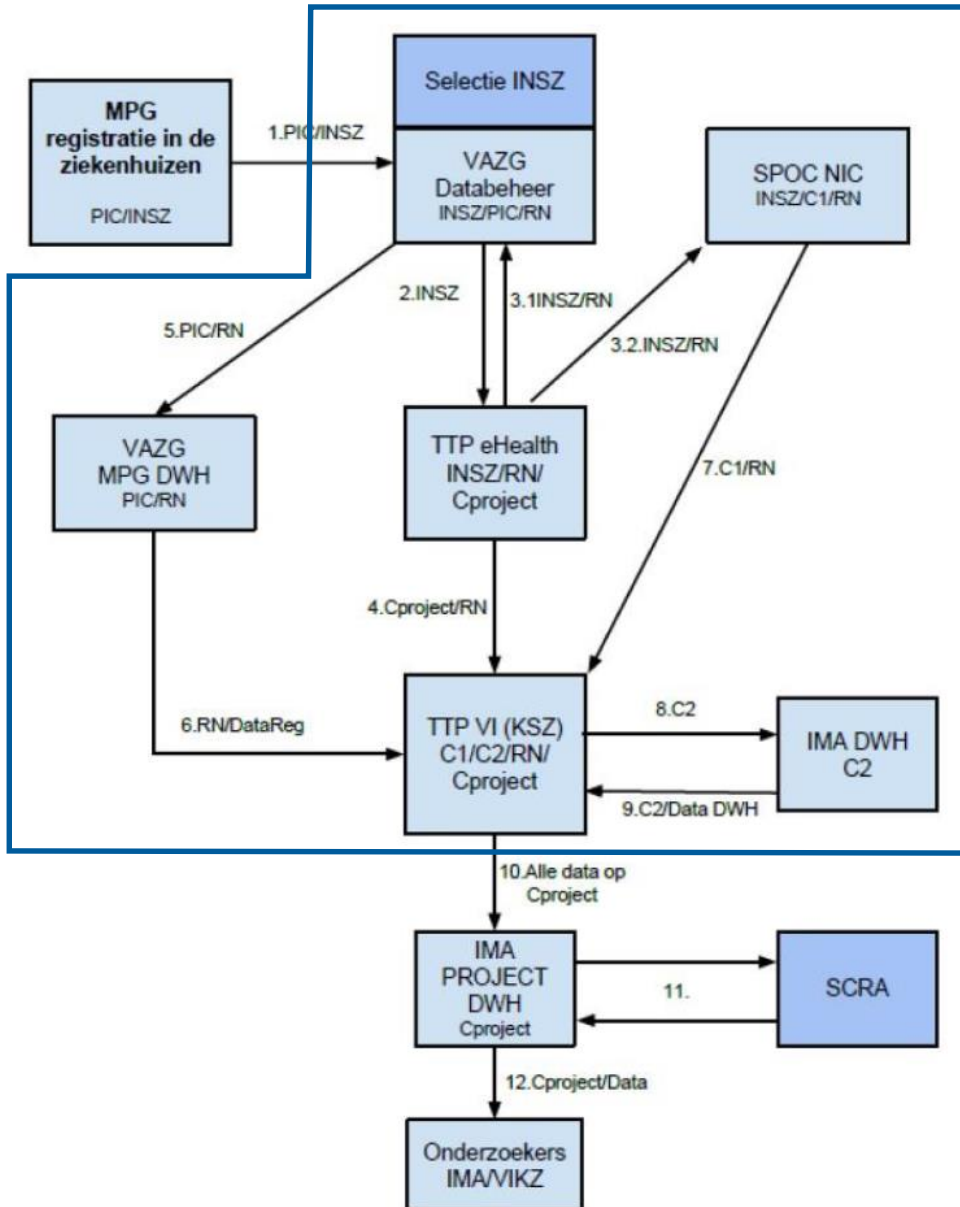 Selectie INSZ
MPG
registratie in de
ziekenhuizen
PIC/INSZ
1.PIC/INSZ
VAZG
Databeheer
INSZ/PIC/RN
SPOC NIC
INSZ/C1/RN
2.INSZ
3.1INSZ/RN
3.2.INSZ/RN
5.PIC/RN
VAZG
MPG DWH
PIC/RN
TTP eHealth
INSZ/RN/
Cproject
7.C1/RN
4.Cproject/RN
6.RN/DataReg
TTP VI (KSZ)
C1/C2/RN/
Cproject
8.C2
IMA DWH
C2
9.C2/Data DWH
10.Alle data op
Cproject
IMA
PROJECT
DWH
Cproject
11.
SCRA
12.Cproject/Data
Onderzoekers
IMA/VIKZ